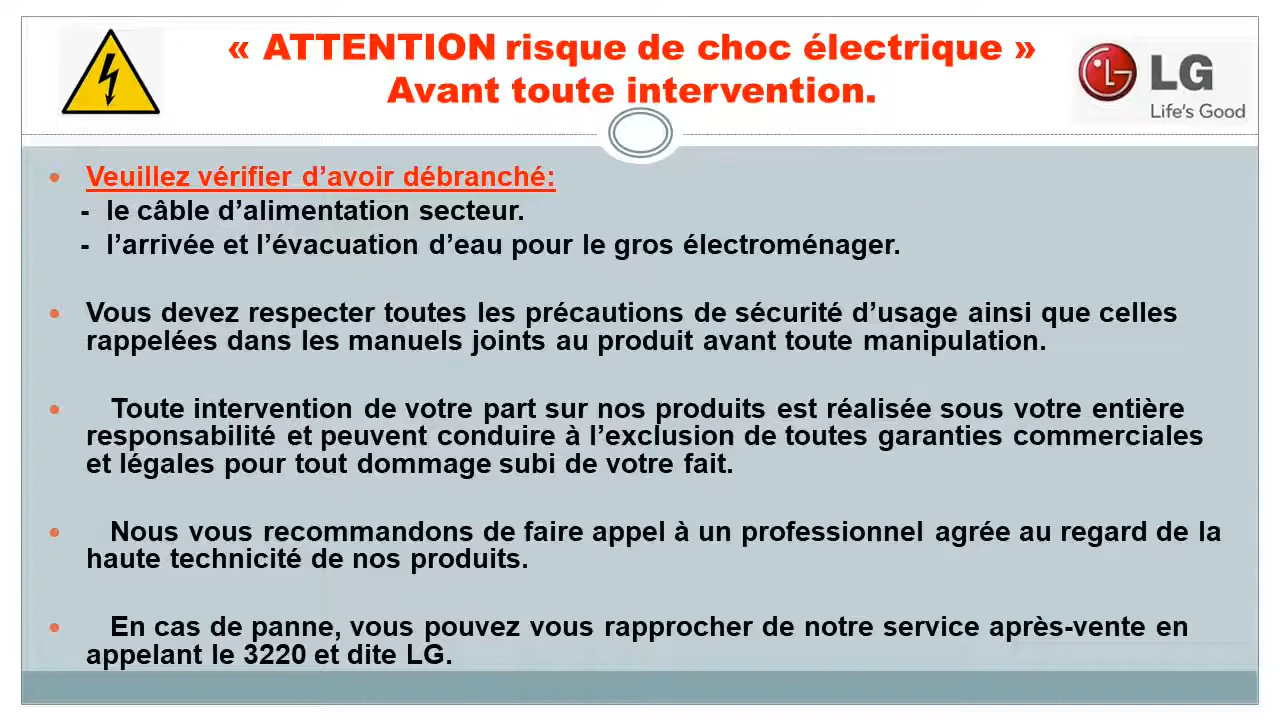 « ATTENTION risque de choc électrique »
Avant toute intervention.
LG
Life's Good
• Veuillez vérifier d’avoir débranché:
- le câble d’alimentation secteur.
- l’arrivée et l’évacuation d’eau pour le gros électroménager.
• Vous devez respecter toutes les précautions de sécurité d’usage ainsi que celles
rappelées dans les manuels joints au produit avant toute manipulation.
• Toute intervention de votre part sur nos produits est réalisée sous votre entière
responsabilité et peuvent conduire à l’exclusion de toutes garanties commerciales
et légales pour tout dommage subi de votre fait.
• Nous vous recommandons de faire appel à un professionnel agrée au regard de la
haute technicité de nos produits.
• En cas de panne, vous pouvez vous rapprocher de notre service après-vente en
appelant le 3220 et dite LG.